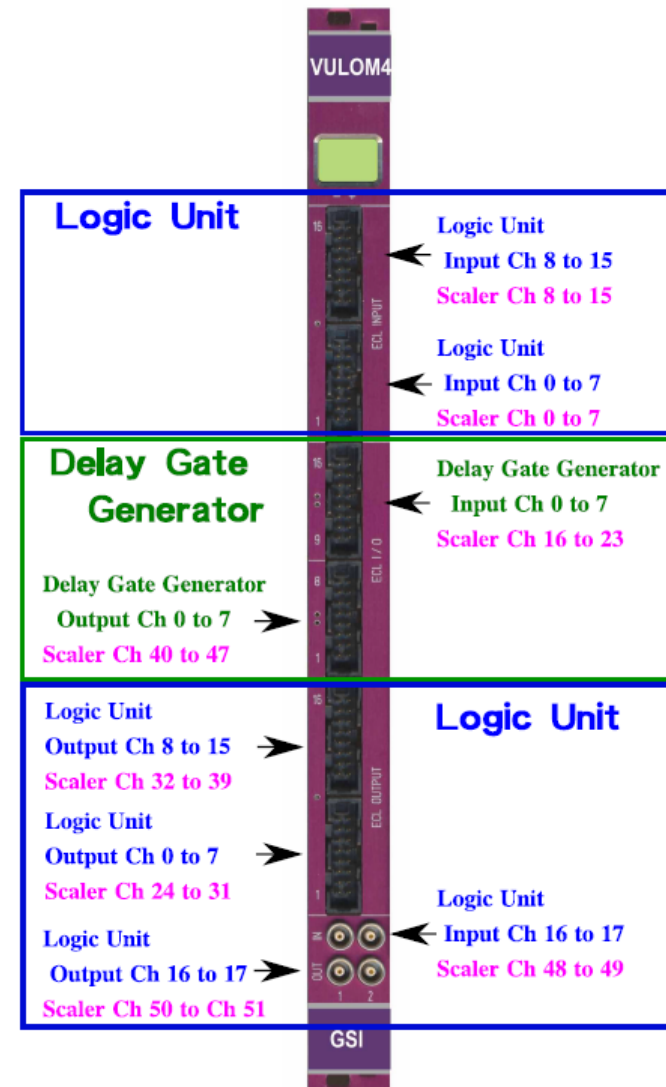 VULOM4
Logic Unit
Logic Unit
Input Ch 8 to 15
Scaler Ch 8 to 15
16
ECL INPUT
Logic Unit
Input Ch 0 to 7
Scaler Ch 0 to 7
1
Delay Gate
Generator
Delay Gate Generator
Input Ch 0 to 7
Scaler Ch 16 to 23
16
9
ECL I/O
Delay Gate Generator
Output Ch 0 to 7
Scaler Ch 40 to 47
8
1
Logic Unit
Output Ch 8 to 15
Scaler Ch 32 to 39
16
Logic Unit
ECL OUTPUT
Logic Unit
Output Ch 0 to 7
Scaler Ch 24 to 31
1
Logic Unit
Input Ch 16 to 17
Scaler Ch 48 to 49
IN
Logic Unit
Output Ch 16 to 17
Scaler Ch 50 to Ch 51
OUT
1 2
GSI